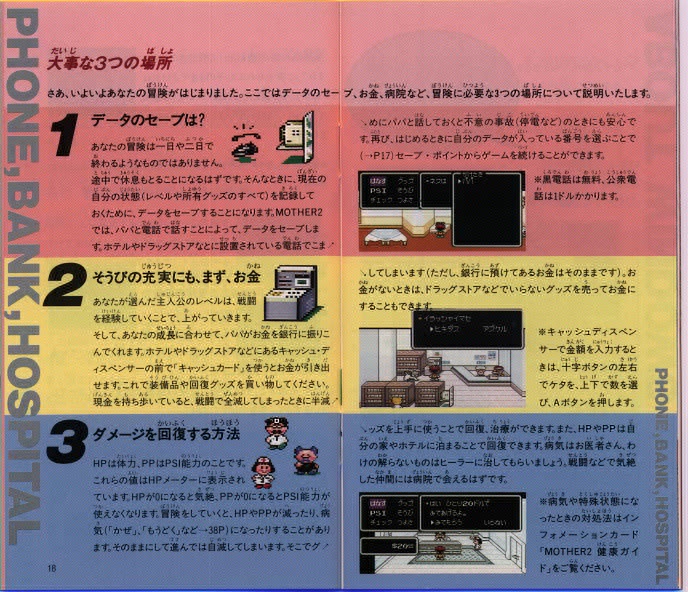 PHONE,BANK,HOSPITAL
大事な3つの場所
さあ、いよいよあなたの冒険がはじまりました。ここではデータのセーブ、お金、病院など、冒険に必要な3つの場所について説明いたします。
1 データのセーブは?
あなたの冒険は一日や二日で
終わるようなものではありません。
途中で休息もとることになるはずです。そんなときに、現在の
自分の状態(レベルや所有グッズのすべて)を記録して
おくために、データをセーブすることになります。MOTHER2
では、パパと電話で話すことによって、データをセーブしま
す。ホテルやドラッグストアなどに設置されている電話でこま↗
↘めにパパと話しておくと不意の事故(停電など)のときにも安心で
す。再び、はじめるときに自分のデータが入っている番号を選ぶことで
(→P17)セーブ・ポイントからゲームを続けることができます。
はなす グッズ
PSI そうび
チェック つよさ
※黒電話は無料、公衆電
話は1ドルかかります。
2 そうびの充実にも、まず、お金
あなたが選んだ主人公のレベルは、戦闘
を経験していくことで、上がっていきます。
そして、あなたの成長に合わせて、パパがお金を銀行に振りこ
んでくれます。ホテルやドラッグストアなどにあるキャッシュ・デ
ィスペンサーの前で「キャッシュカード」を使うとお金が引き出
せます。これで装備品や回復グッズを買い物してください。
現金を持ち歩いていると、戦闘で全滅してしまったときに半減↗
↘してしまいます(ただし、銀行に預けてあるお金はそのままです)。お
金がないときは、ドラッグストアなどでいらないグッズを売ってお金に
することもできます。
イラッシャイマセ
ヒキダス アズケル
※キャッシュディスペン
サーで金額を入力すると
きは、十字ボタンの左右
でケタを、上下で数を選
び、Aボタンを押します。
3 ダメージを回復する方法
HPは体力、PPはPSI能力のことです。
これらの値はHPメーターに表示され
ています。HPが0になると気絶、PPが0になるとPSI能力が
使えなくなります。冒険をしていくと、HPやPPが減ったり、病
気(「かぜ」、「もうどく」など→38P)になったりすることがあり
ます。そのままにして進んでは自滅してしまいます。そこでグ↗
↘ッズを上手に使うことで回復、治療ができます。また、HPやPPは自
分の家やホテルに泊まることで回復できます。病気はお医者さん、わ
けの解らないものはヒーラーに治してもらいましょう。戦闘などで気絶
した仲間には病院で会えるはずです。
はなす グッズ
PSI そうび
チェック つよさ
※病気や特殊状態にな
ったときの対処法はイン
フォメーションカード
「MOTHER2 健康ガイ
ド」をご覧ください。
PHONE,BANK,HOSPITAL
18